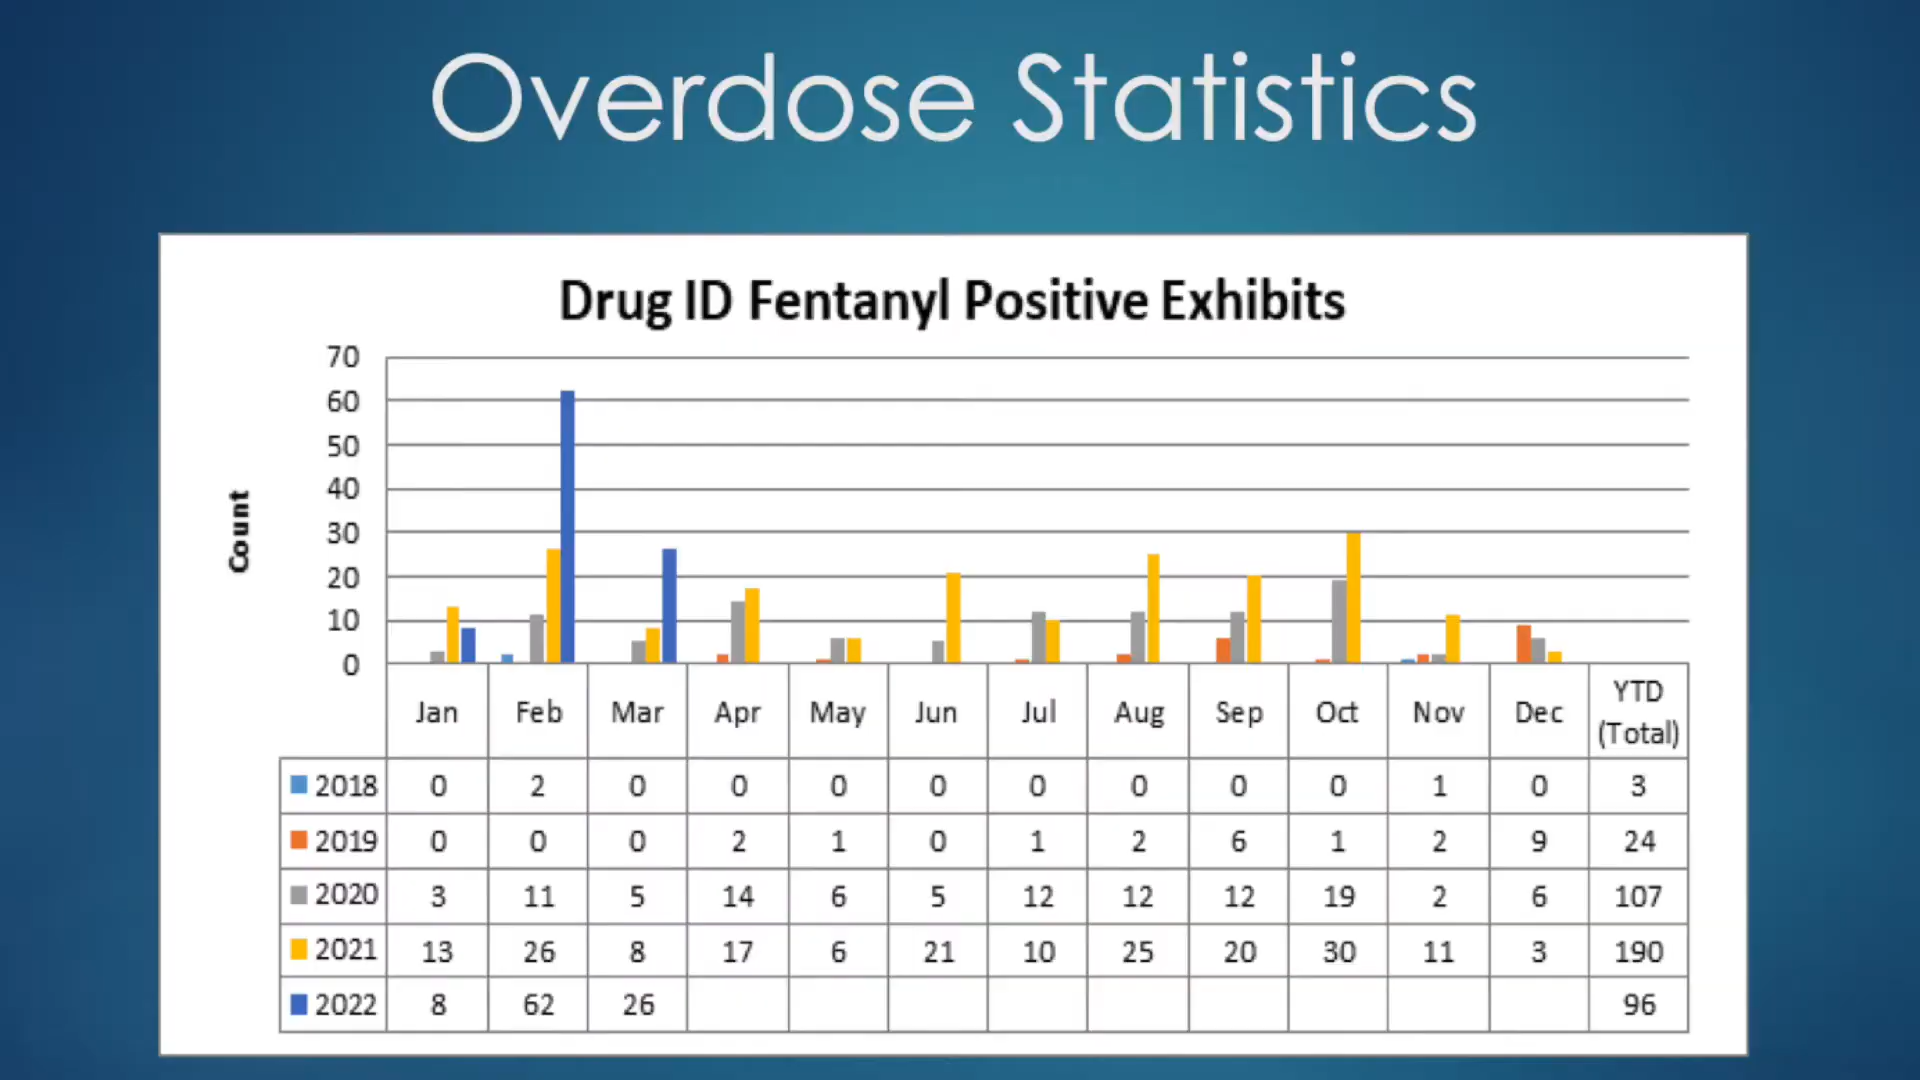 Overdose Statistics
Drug ID Fentanyl Positive Exhibits
Count
70
60
50
40
30
20
10
0
Jan Feb Mar Apr May Jun Jul Aug Sep Oct Nov Dec YTD (Total)
2018 0 2 0 0 0 0 0 0 0 0 1 0 3
2019 0 0 0 2 1 0 1 2 6 1 2 9 24
2020 3 11 5 14 6 5 12 12 12 19 2 6 107
2021 13 26 8 17 6 21 10 25 20 30 11 3 190
2022 8 62 26 96